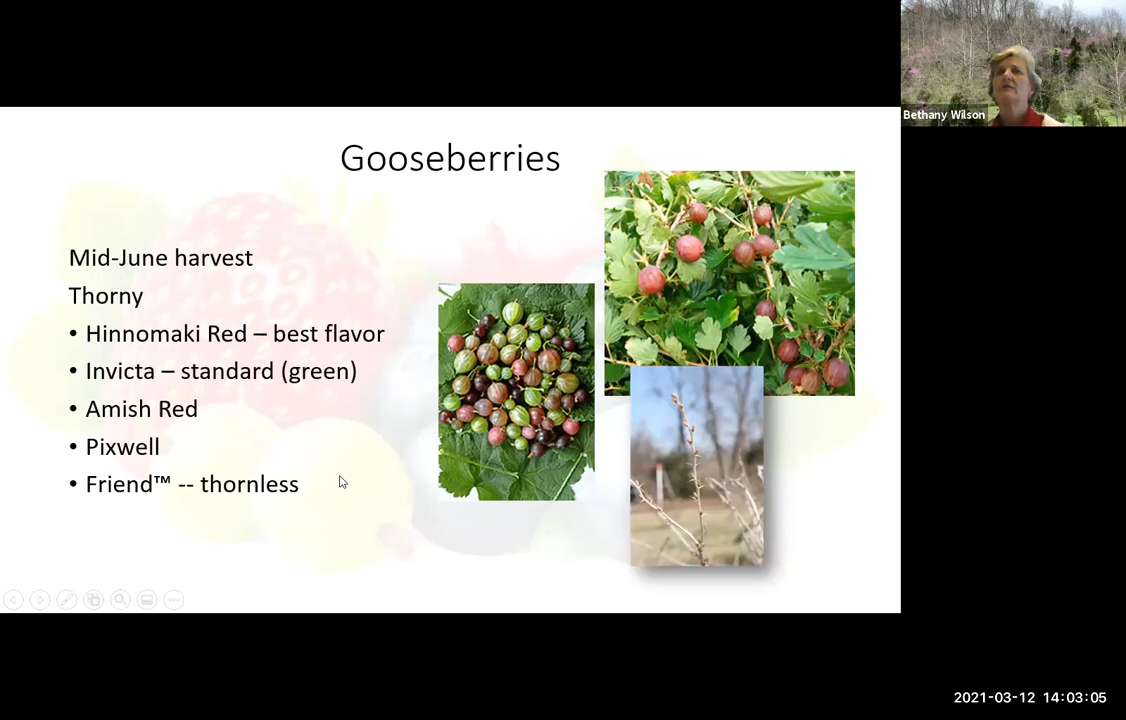 Gooseberries
Mid-June harvest
Thorny
• Hinnomaki Red – best flavor
• Invicta – standard (green)
• Amish Red
• Pixwell
• Friend™ -- thornless
Bethany Wilson
2021-03-12 14:03:05